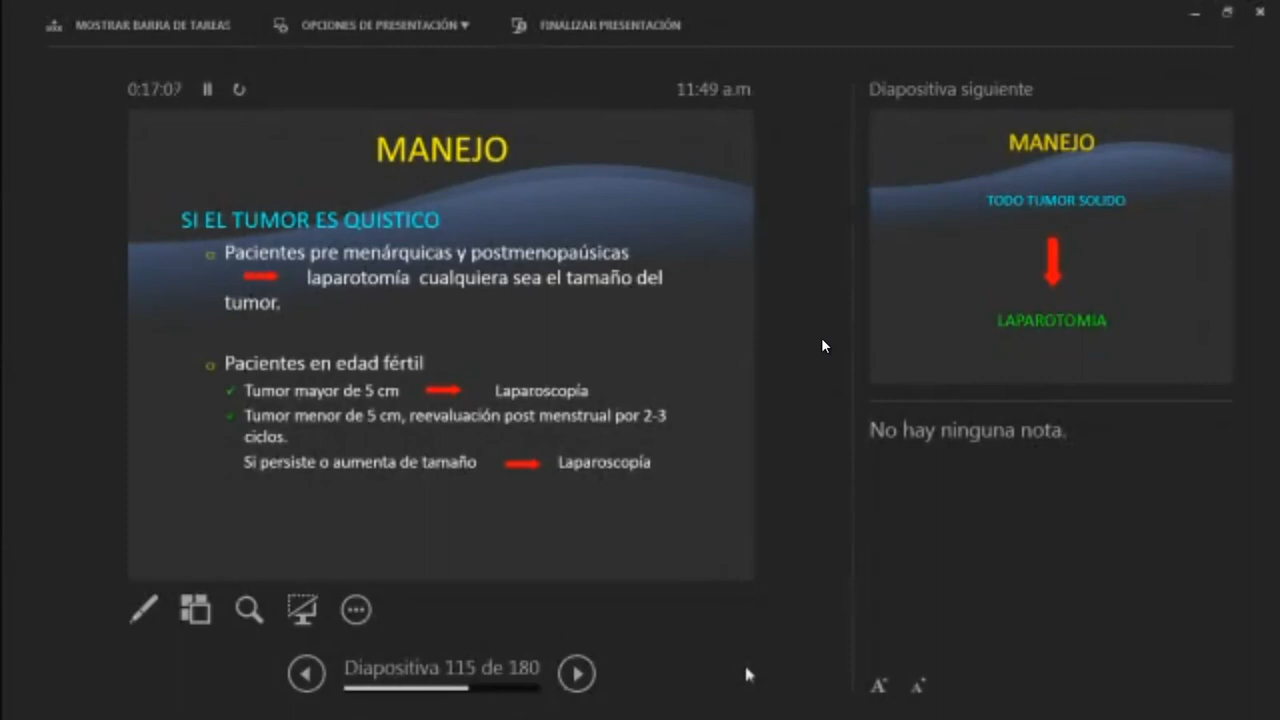 MOSTRAR BARRA DE TAREAS
OPCIONES DE PRESENTACIÓN
FINALIZAR PRESENTACIÓN
0:17:07
11:49 a.m
MANEJO
SI EL TUMOR ES QUISTICO
Pacientes pre menárquicas y postmenopaúsicas
laparotomía cualquiera sea el tamaño del
tumor.
Pacientes en edad fértil
Tumor mayor de 5 cm Laparoscopía
Tumor menor de 5 cm, reevaluación post menstrual por 2-3
ciclos.
Si persiste o aumenta de tamaño Laparoscopía
Diapositiva 115 de 180
Diapositiva siguiente
MANEJO
TODO TUMOR SOLIDO
LAPAROTOMIA
No hay ninguna nota.
A A